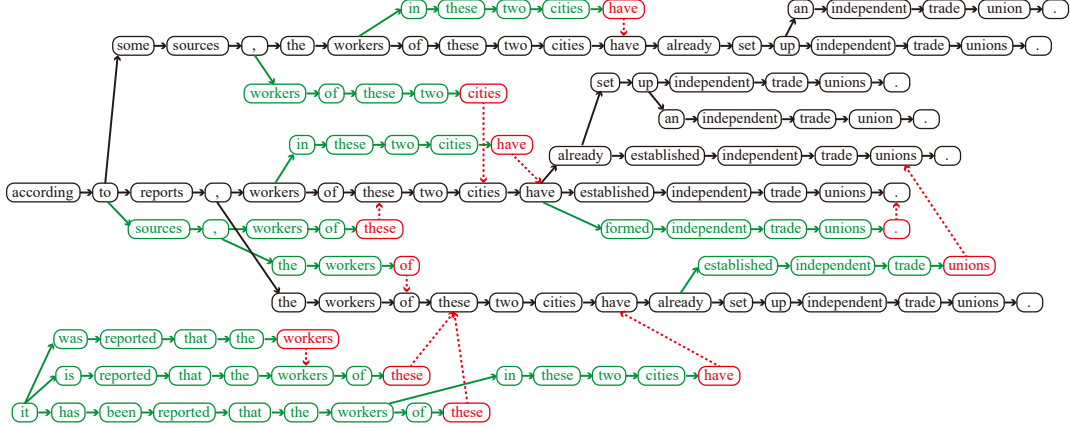 in these two cities have
an independent trade union .
some sources , the workers of these two cities have already set up independent trade unions .
set up independent trade unions .
workers of these two cities
an independent trade union .
in these two cities have
already established independent trade unions .
according to reports , workers of these two cities have established independent trade unions .
sources , workers of these
formed independent trade unions .
the workers of
established independent trade unions
the workers of these two cities have already set up independent trade unions .
was reported that the workers
is reported that the workers of these
in these two cities have
it has been reported that the workers of these